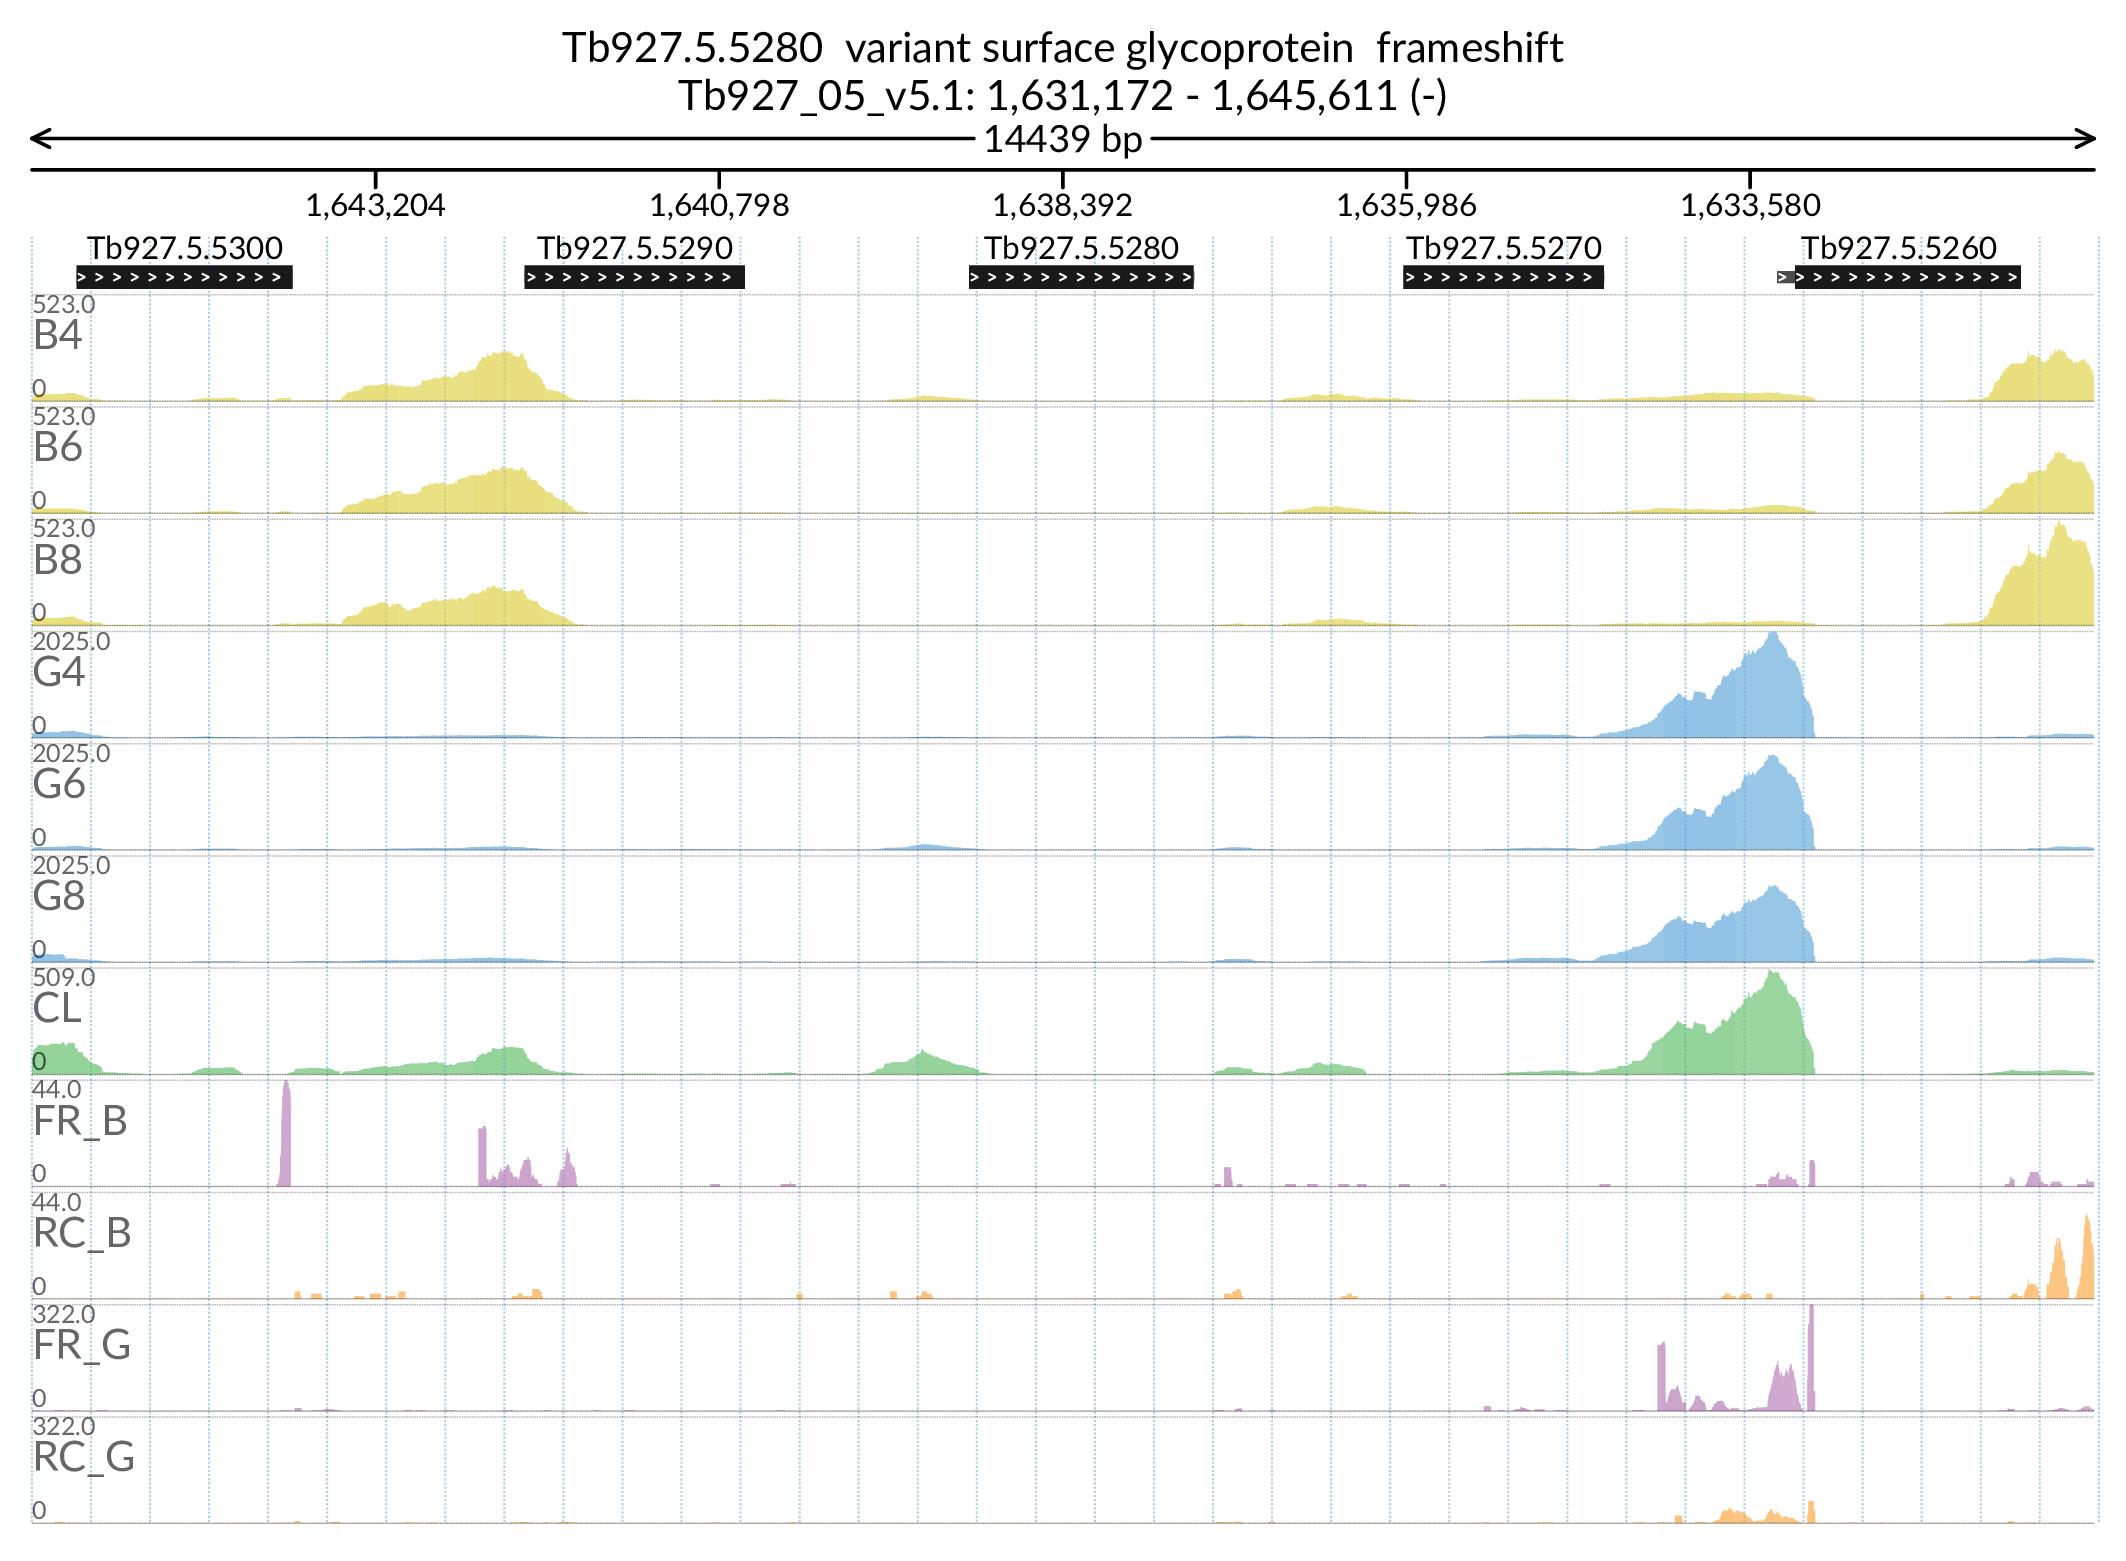 Tb927.5.5280  variant surface glycoprotein  frameshift
Tb927_05_v5.1: 1,631,172 - 1,645,611 (-)
14439 bp
1,643,204 1,640,798 1,638,392 1,635,986 1,633,580
Tb927.5.5300 Tb927.5.5290 Tb927.5.5280 Tb927.5.5270 Tb927.5.5260
523.0
B4
0
523.0
B6
0
523.0
B8
0
2025.0
G4
0
2025.0
G6
0
2025.0
G8
0
509.0
CL
0
44.0
FR_B
0
44.0
RC_B
0
322.0
FR_G
0
322.0
RC_G
0